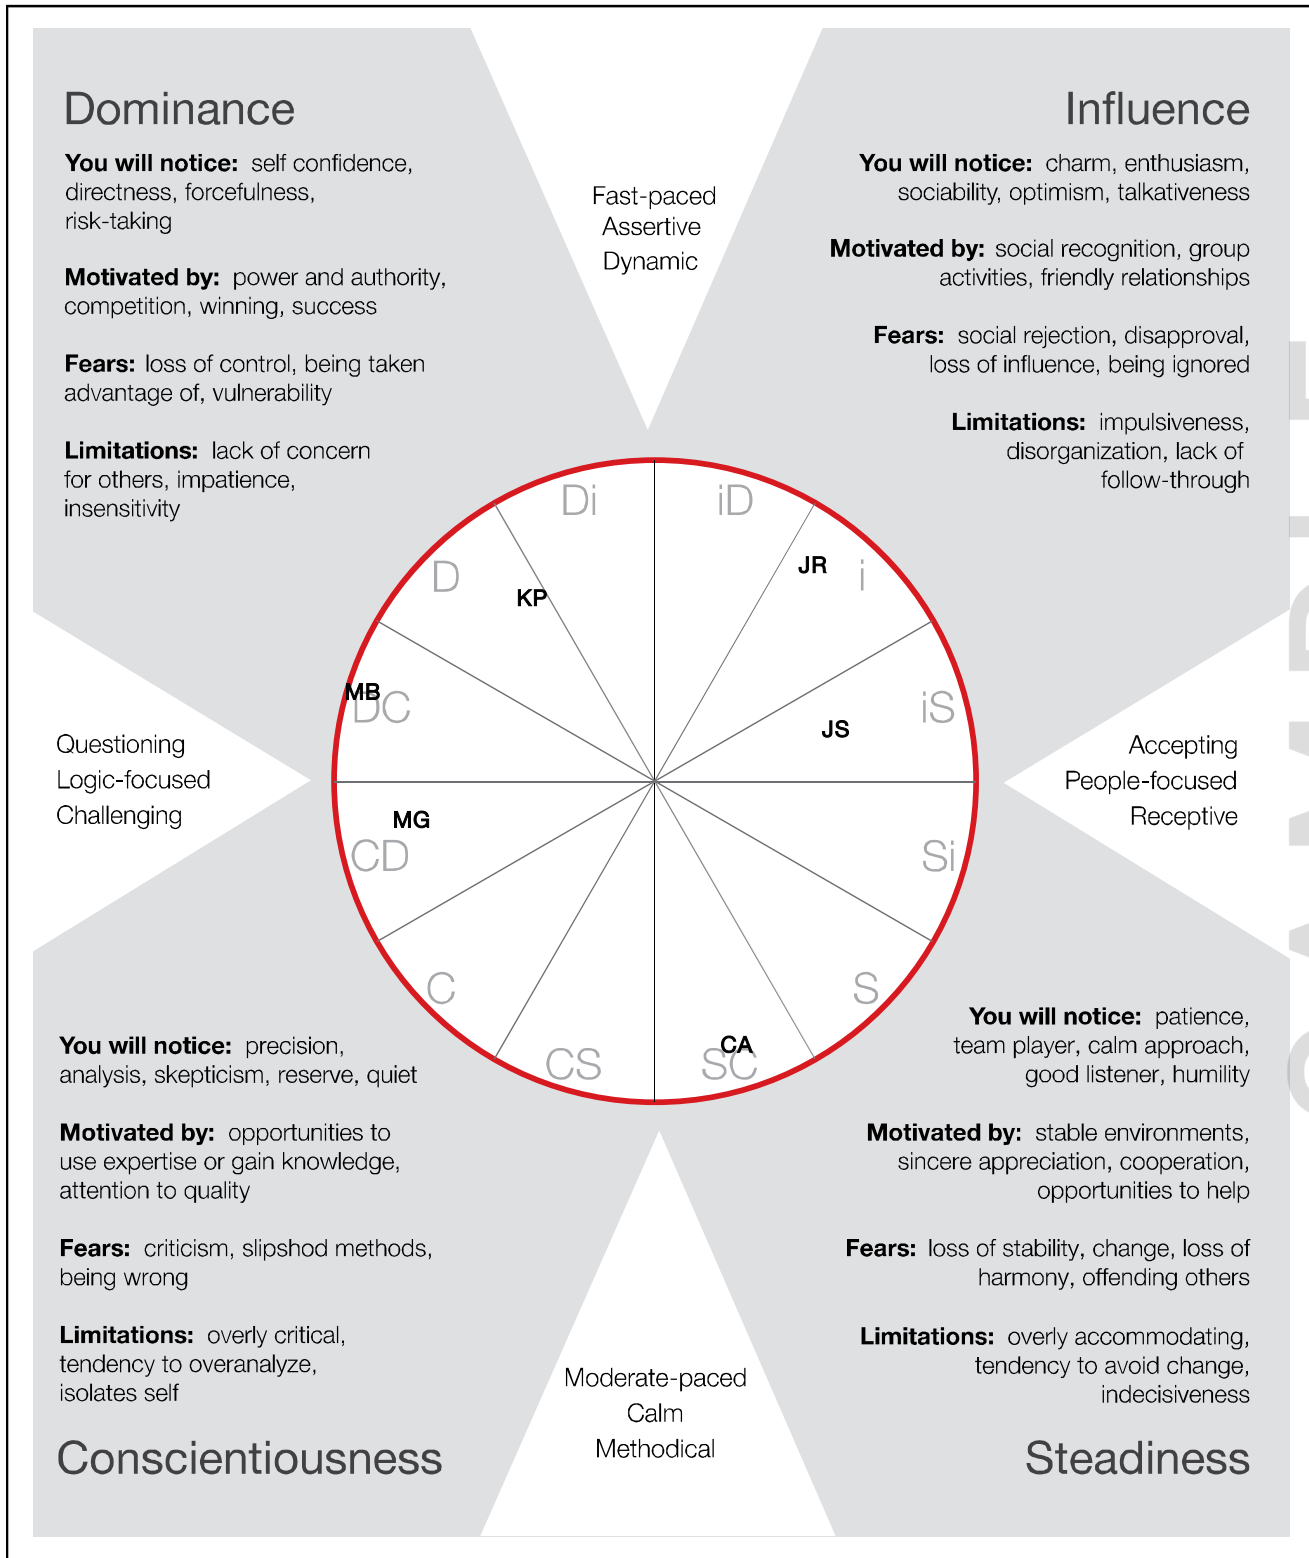 Dominance
You will notice: self confidence,
directness, forcefulness,
risk-taking
Motivated by: power and authority,
competition, winning, success
Fears: loss of control, being taken
advantage of, vulnerability
Limitations: lack of concern
for others, impatience,
insensitivity
Fast-paced
Assertive
Dynamic
Influence
You will notice: charm, enthusiasm,
sociability, optimism, talkativeness
Motivated by: social recognition, group
activities, friendly relationships
Fears: social rejection, disapproval,
loss of influence, being ignored
Limitations: impulsiveness,
disorganization, lack of
follow-through
Di
iD
D
KP
JR
i
MB
DC
JS
iS
MG
CD
Si
C
S
CS
CA
SC
Questioning
Logic-focused
Challenging
Accepting
People-focused
Receptive
You will notice: precision,
analysis, skepticism, reserve, quiet
Motivated by: opportunities to
use expertise or gain knowledge,
attention to quality
Fears: criticism, slipshod methods,
being wrong
Limitations: overly critical,
tendency to overanalyze,
isolates self
Conscientiousness
Moderate-paced
Calm
Methodical
You will notice: patience,
team player, calm approach,
good listener, humility
Motivated by: stable environments,
sincere appreciation, cooperation,
opportunities to help
Fears: loss of stability, change, loss of
harmony, offending others
Limitations: overly accommodating,
tendency to avoid change,
indecisiveness
Steadiness